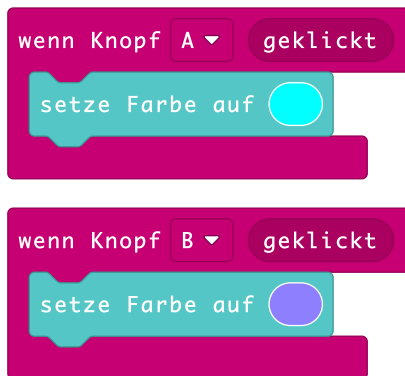 wenn Knopf A geklickt
setze Farbe auf
wenn Knopf B geklickt
setze Farbe auf